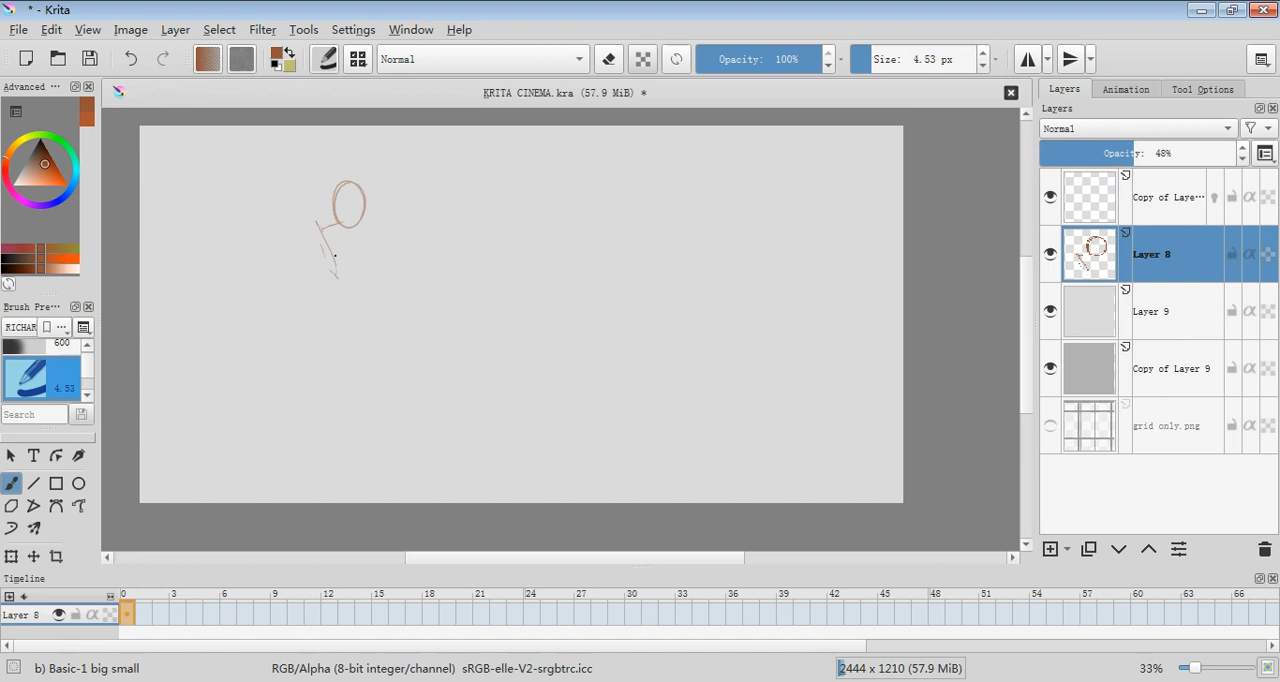 * - Krita
File Edit View Image Layer Select Filter Tools Settings Window Help
Normal
Opacity: 100%
Size: 4.53 px
Advanced ···
KRITA CINEMA.kra (57.9 MiB) *
Layers Animation Tool Options
Layers
Normal
Opacity: 48%
Copy of Laye···
Layer 8
Layer 9
Copy of Layer 9
grid only.png
Brush Pre···
RICHAR ···
600
4.53
Search
Timeline
0 3 6 9 12 15 18 21 24 27 30 33 36 39 42 45 48 51 54 57 60 63 66
Layer 8
b) Basic-1 big small
RGB/Alpha (8-bit integer/channel) sRGB-elle-V2-srgbtrc.icc
2444 x 1210 (57.9 MiB)
33%